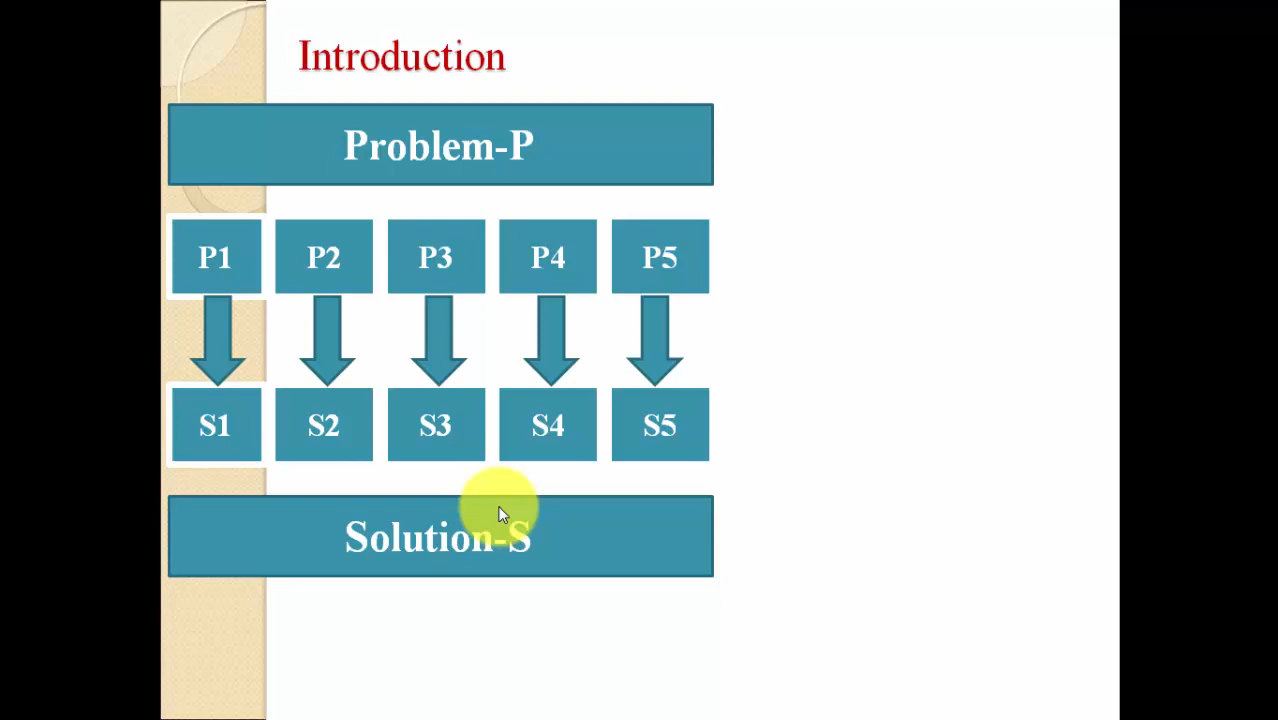 Introduction
Problem-P
P1 P2 P3 P4 P5
S1 S2 S3 S4 S5
Solution-S